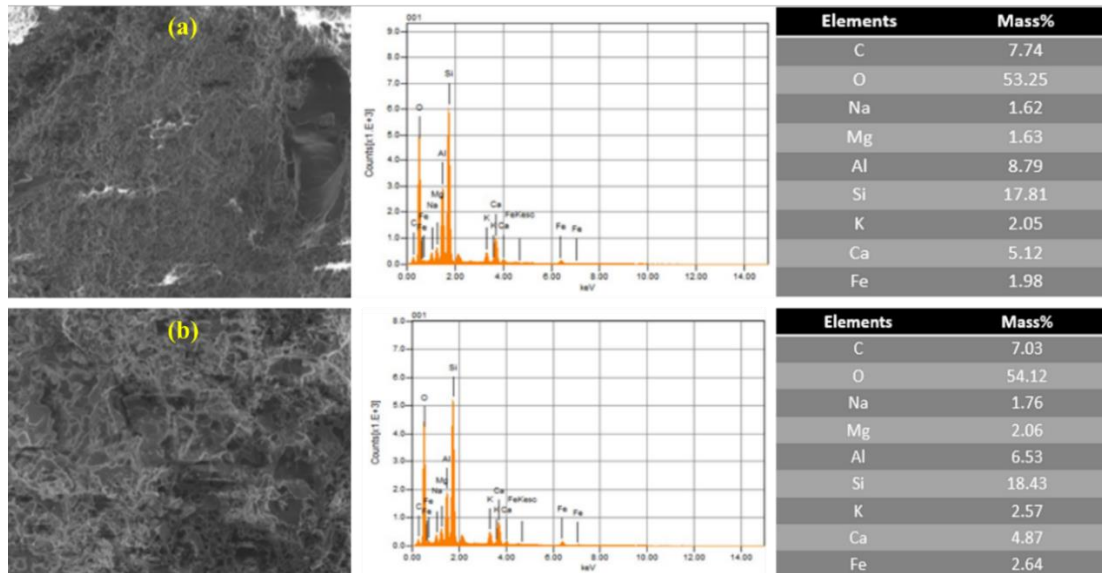 (a)
001
Counts[x1.E+3]
9.0
8.0
7.0
6.0
5.0
4.0
3.0
2.0
1.0
0.0
C
O
Fe
Fe
Na
Mg
Al
Si
K
K
Ca
Ca
FeKesc
Fe
Fe
0.00 2.00 4.00 6.00 8.00 10.00 12.00 14.00
keV
Elements Mass%
C 7.74
O 53.25
Na 1.62
Mg 1.63
Al 8.79
Si 17.81
K 2.05
Ca 5.12
Fe 1.98
(b)
001
Counts[x1.E+3]
8.0
7.0
6.0
5.0
4.0
3.0
2.0
1.0
0.0
C
O
Fe
Fe
Na
Mg
Al
Si
K
K
Ca
Ca
FeKesc
Fe
Fe
0.00 2.00 4.00 6.00 8.00 10.00 12.00 14.00
keV
Elements Mass%
C 7.03
O 54.12
Na 1.76
Mg 2.06
Al 6.53
Si 18.43
K 2.57
Ca 4.87
Fe 2.64